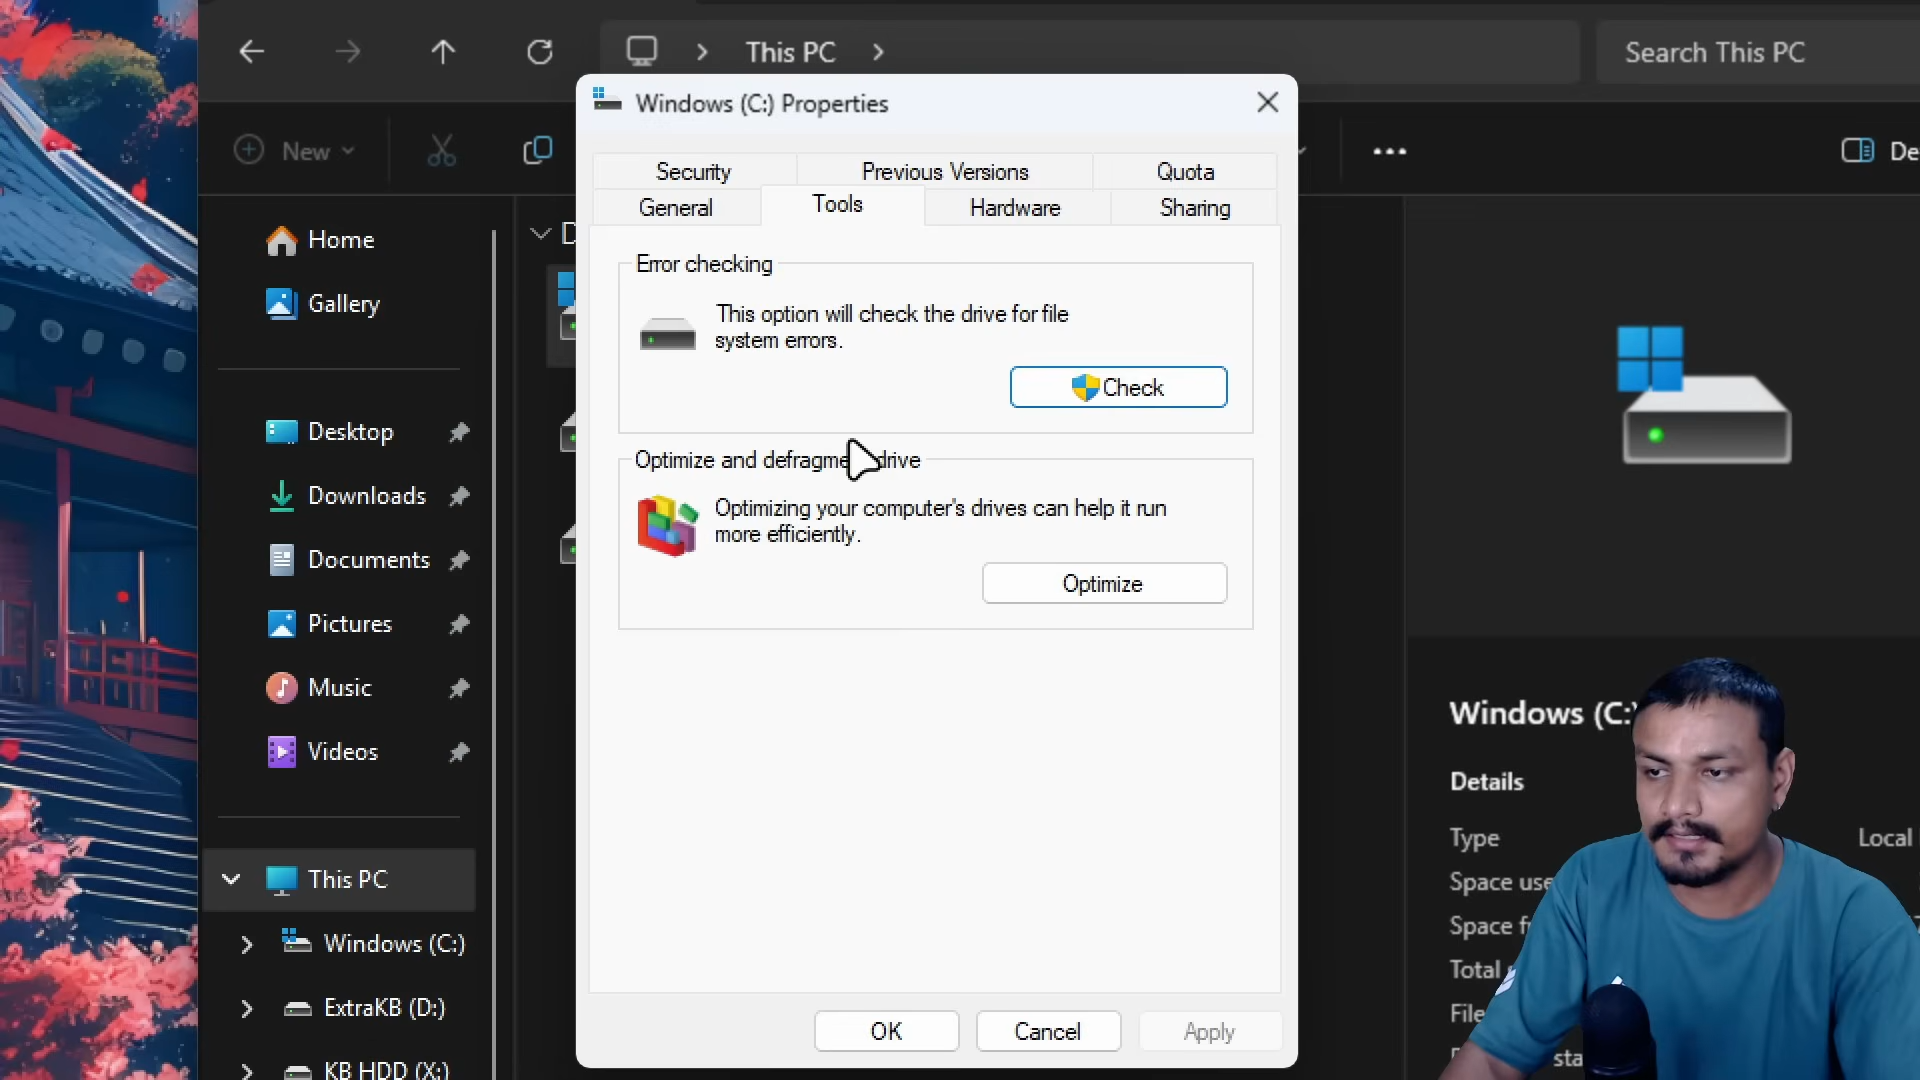 This PC
Search This PC
Windows (C:) Properties
New
Security
Previous Versions
Quota
General
Tools
Hardware
Sharing
Home
Gallery
Desktop
Downloads
Documents
Pictures
Music
Videos
This PC
Windows (C:)
ExtraKB (D:)
KB HDD (X:)
Error checking
This option will check the drive for file
system errors.
Check
Optimize and defragme drive
Optimizing your computer's drives can help it run
more efficiently.
Optimize
OK
Cancel
Apply
Windows (C:)
Details
Type
Local
Space use
Space f
Total
File
sta